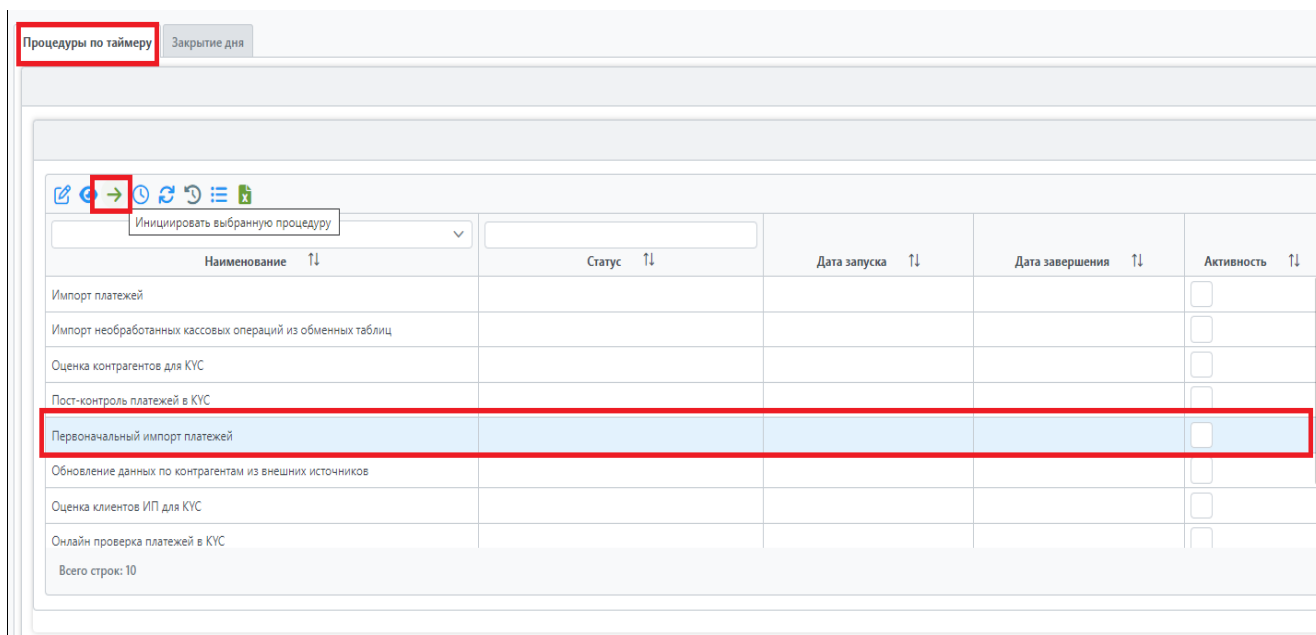 Процедуры по таймеру Закрытие дня
Инициировать выбранную процедуру
Наименование Статус Дата запуска Дата завершения Активность
Импорт платежей
Импорт необработанных кассовых операций из обменных таблиц
Оценка контрагентов для KYC
Пост-контроль платежей в KYC
Первоначальный импорт платежей
Обновление данных по контрагентам из внешних источников
Оценка клиентов ИП для KYC
Онлайн проверка платежей в KYC
Всего строк: 10